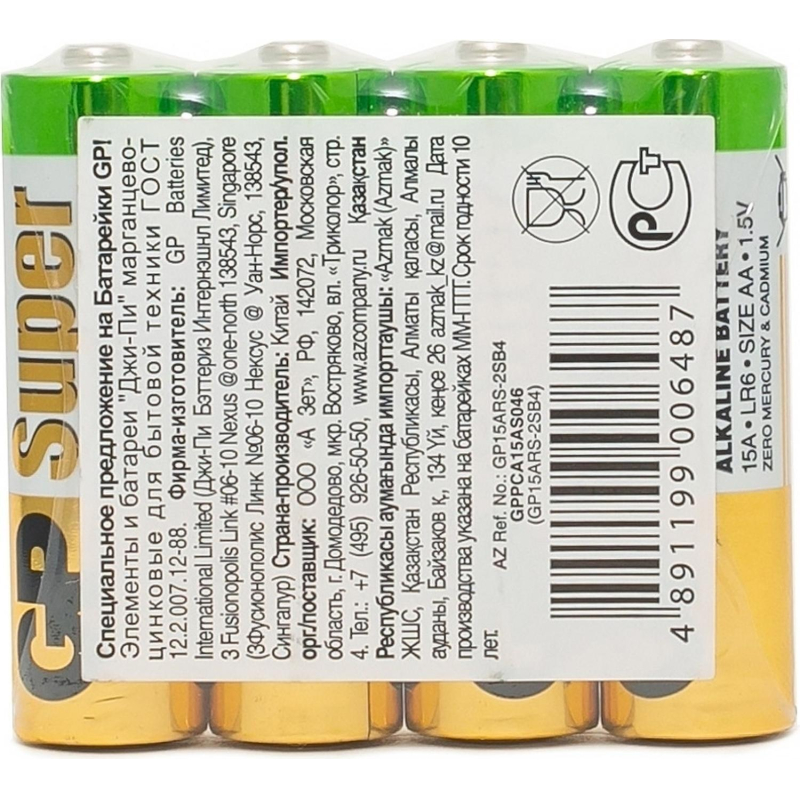 GP Super
Специальное предложение на Батарейки GP!
Элементы и батареи "Джи-Пи" марганцево-
цинковые для бытовой техники ГОСТ
12.2.007.12-88. Фирма-изготовитель: GP Batteries
International Limited (Джи-Пи Бэттериз Интернэшнл Лимитед),
3 Fusionopolis Link #06-10 Nexus @one-north 138543, Singapore
(3Фусионополис Линк №06-10 Нексус @ Уан-Норс, 138543,
Сингапур) Страна-производитель: Китай Импортер/упол.
орг/поставщик: ООО «А Зет», РФ, 142072, Московская
область, г. Домодедово, мкр. Востряково, вл. «Триколор», стр.
4. Тел.: +7 (495) 926-50-50, www.azcompany.ru Қазақстан
Республикасы аумағында импорттаушы: «Azmak (Азмак)»
ЖШС, Қазақстан Республикасы, Алматы қаласы, Алмалы
ауданы, Байзаков к, 134 Үй, кеңсе 26 azmak_kz@mail.ru Дата
производства указана на батарейках ММ-ГГГГ. Срок годности 10
лет.
AZ Ref. No.: GP15ARS-2SB4
GPPCA15AS046
(GP15ARS-2SB4)
4 891199 006487
РСТ
ALKALINE BATTERY
15A • LR6 • SIZE AA • 1.5V
ZERO MERCURY & CADMIUM